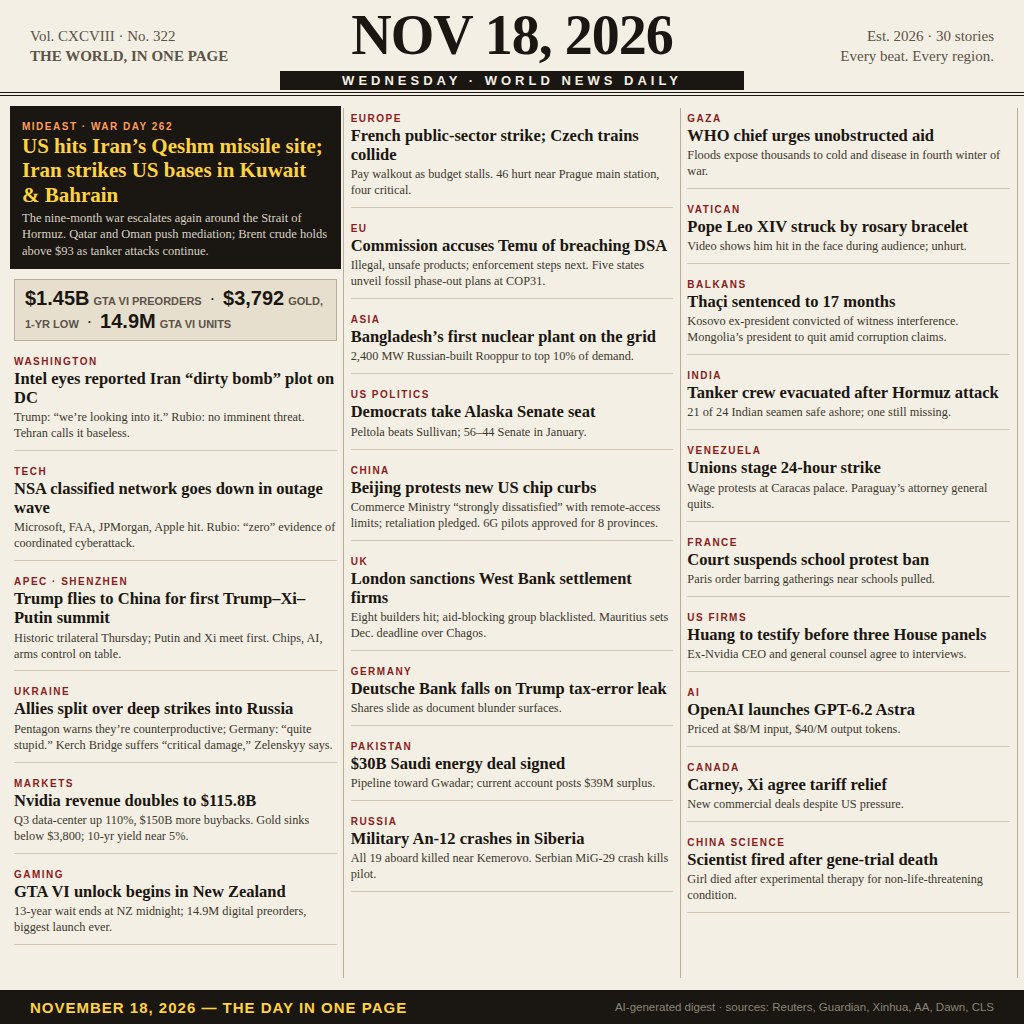 Vol. CXCVIII · No. 322
THE WORLD, IN ONE PAGE
NOV 18, 2026
WEDNESDAY · WORLD NEWS DAILY
Est. 2026 · 30 stories
Every beat. Every region.
MIDEAST · WAR DAY 262
US hits Iran’s Qeshm missile site;
Iran strikes US bases in Kuwait
& Bahrain
The nine-month war escalates again around the Strait of
Hormuz. Qatar and Oman push mediation; Brent crude holds
above $93 as tanker attacks continue.
$1.45B GTA VI PREORDERS · $3,792 GOLD,
1-YR LOW · 14.9M GTA VI UNITS
WASHINGTON
Intel eyes reported Iran “dirty bomb” plot on
DC
Trump: “we’re looking into it.” Rubio: no imminent threat.
Tehran calls it baseless.
TECH
NSA classified network goes down in outage
wave
Microsoft, FAA, JPMorgan, Apple hit. Rubio: “zero” evidence of
coordinated cyberattack.
APEC · SHENZHEN
Trump flies to China for first Trump–Xi–
Putin summit
Historic trilateral Thursday; Putin and Xi meet first. Chips, AI,
arms control on table.
UKRAINE
Allies split over deep strikes into Russia
Pentagon warns they’re counterproductive; Germany: “quite
stupid.” Kerch Bridge suffers “critical damage,” Zelenskyy says.
MARKETS
Nvidia revenue doubles to $115.8B
Q3 data-center up 110%, $150B more buybacks. Gold sinks
below $3,800; 10-yr yield near 5%.
GAMING
GTA VI unlock begins in New Zealand
13-year wait ends at NZ midnight; 14.9M digital preorders,
biggest launch ever.
EUROPE
French public-sector strike; Czech trains
collide
Pay walkout as budget stalls. 46 hurt near Prague main station,
four critical.
EU
Commission accuses Temu of breaching DSA
Illegal, unsafe products; enforcement steps next. Five states
unveil fossil phase-out plans at COP31.
ASIA
Bangladesh’s first nuclear plant on the grid
2,400 MW Russian-built Rooppur to top 10% of demand.
US POLITICS
Democrats take Alaska Senate seat
Peltola beats Sullivan; 56–44 Senate in January.
CHINA
Beijing protests new US chip curbs
Commerce Ministry “strongly dissatisfied” with remote-access
limits; retaliation pledged. 6G pilots approved for 8 provinces.
UK
London sanctions West Bank settlement
firms
Eight builders hit; aid-blocking group blacklisted. Mauritius sets
Dec. deadline over Chagos.
GERMANY
Deutsche Bank falls on Trump tax-error leak
Shares slide as document blunder surfaces.
PAKISTAN
$30B Saudi energy deal signed
Pipeline toward Gwadar; current account posts $39M surplus.
RUSSIA
Military An-12 crashes in Siberia
All 19 aboard killed near Kemerovo. Serbian MiG-29 crash kills
pilot.
GAZA
WHO chief urges unobstructed aid
Floods expose thousands to cold and disease in fourth winter of
war.
VATICAN
Pope Leo XIV struck by rosary bracelet
Video shows him hit in the face during audience; unhurt.
BALKANS
Thaçi sentenced to 17 months
Kosovo ex-president convicted of witness interference.
Mongolia’s president to quit amid corruption claims.
INDIA
Tanker crew evacuated after Hormuz attack
21 of 24 Indian seamen safe ashore; one still missing.
VENEZUELA
Unions stage 24-hour strike
Wage protests at Caracas palace. Paraguay’s attorney general
quits.
FRANCE
Court suspends school protest ban
Paris order barring gatherings near schools pulled.
US FIRMS
Huang to testify before three House panels
Ex-Nvidia CEO and general counsel agree to interviews.
AI
OpenAI launches GPT-6.2 Astra
Priced at $8/M input, $40/M output tokens.
CANADA
Carney, Xi agree tariff relief
New commercial deals despite US pressure.
CHINA SCIENCE
Scientist fired after gene-trial death
Girl died after experimental therapy for non-life-threatening
condition.
NOVEMBER 18, 2026 — THE DAY IN ONE PAGE
AI-generated digest · sources: Reuters, Guardian, Xinhua, AA, Dawn, CLS